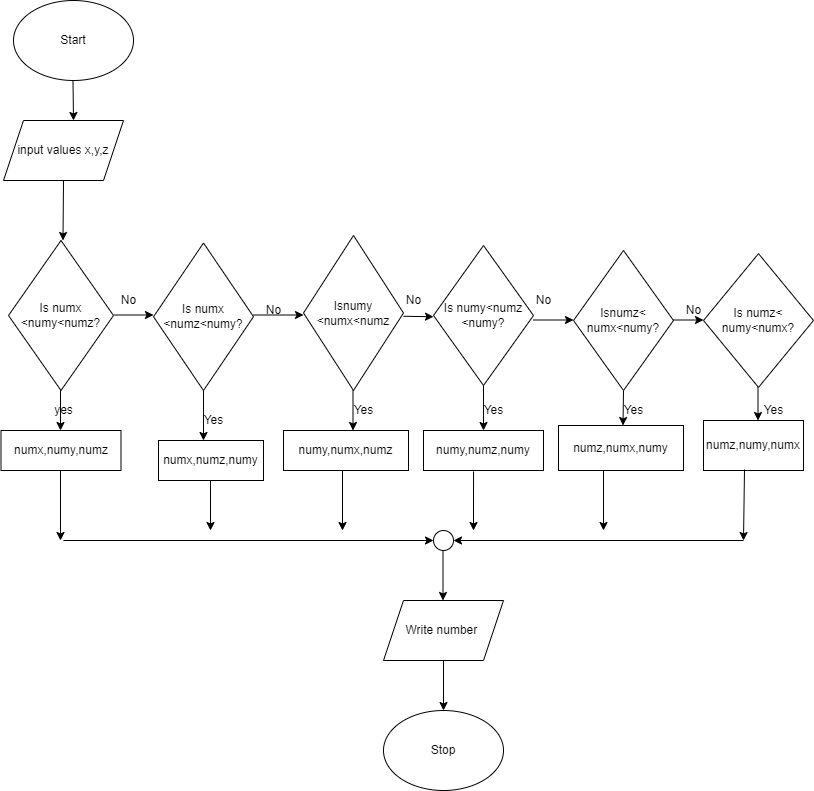 Start
input values x,y,z
Is numx
<numy<numz?
No
Is numx
<numz<numy?
No
Isnumy
<numx<numz
No
Is numy<numz
<numy?
No
Isnumz<
numx<numy?
No
Is numz<
numy<numx?
yes
Yes
Yes
Yes
Yes
Yes
numx,numy,numz
numx,numz,numy
numy,numx,numz
numy,numz,numy
numz,numx,numy
numz,numy,numx
Write number
Stop